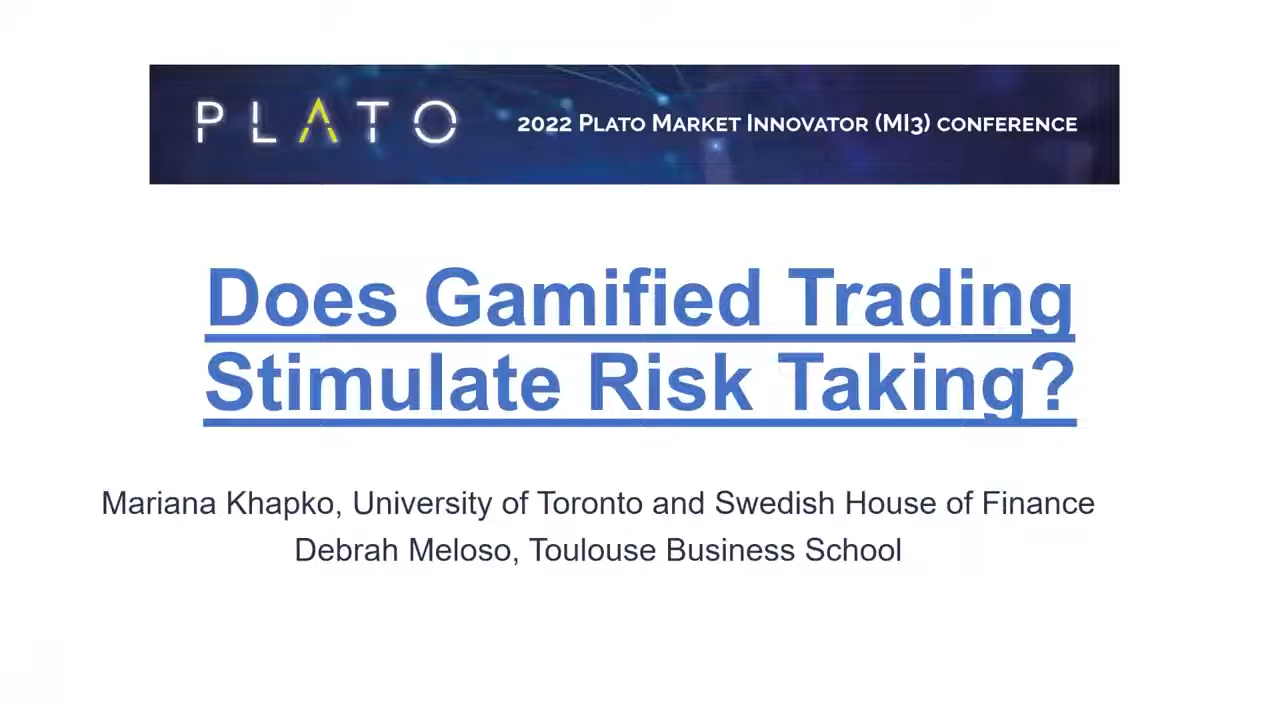 PLATO
2022 PLATO MARKET INNOVATOR (MI3) CONFERENCE
Does Gamified Trading
Stimulate Risk Taking?
Mariana Khapko, University of Toronto and Swedish House of Finance
Debrah Meloso, Toulouse Business School